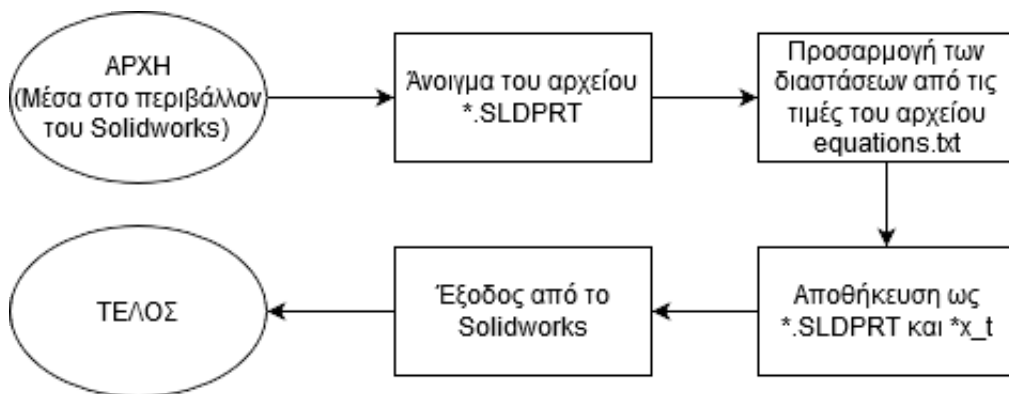 ΑΡΧΗ
(Μέσα στο περιβάλλον
του Solidworks)
Άνοιγμα του αρχείου
*.SLDPRT
Προσαρμογή των
διαστάσεων από τις
τιμές του αρχείου
equations.txt
Αποθήκευση ως
*.SLDPRT και *x_t
Έξοδος από το
Solidworks
ΤΕΛΟΣ